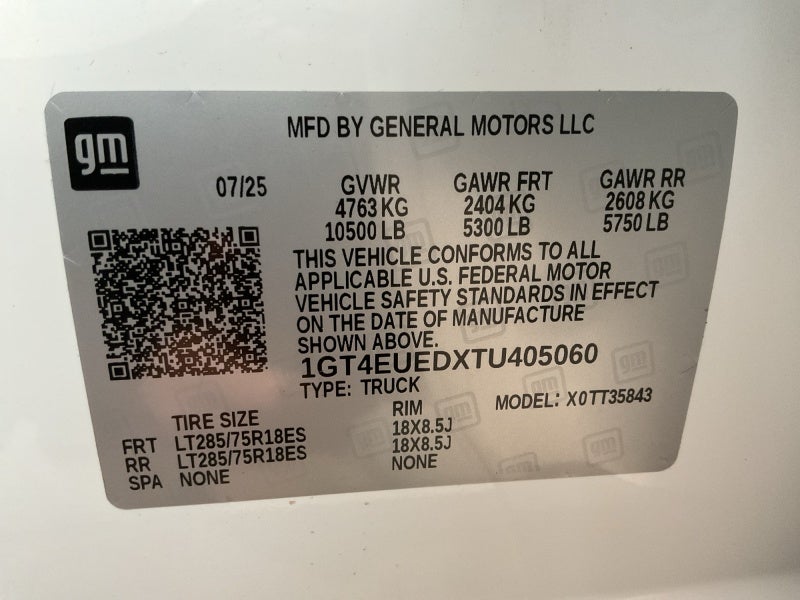 gm
MFD BY GENERAL MOTORS LLC
07/25 GVWR GAWR FRT GAWR RR
4763 KG 2404 KG 2608 KG
10500 LB 5300 LB 5750 LB
THIS VEHICLE CONFORMS TO ALL
APPLICABLE U.S. FEDERAL MOTOR
VEHICLE SAFETY STANDARDS IN EFFECT
ON THE DATE OF MANUFACTURE
SHOWN ABOVE.
1GT4EUEDXTU405060
TYPE: TRUCK
MODEL: X0TT35843
TIRE SIZE RIM
FRT LT285/75R18ES 18X8.5J
RR LT285/75R18ES 18X8.5J
SPA NONE NONE